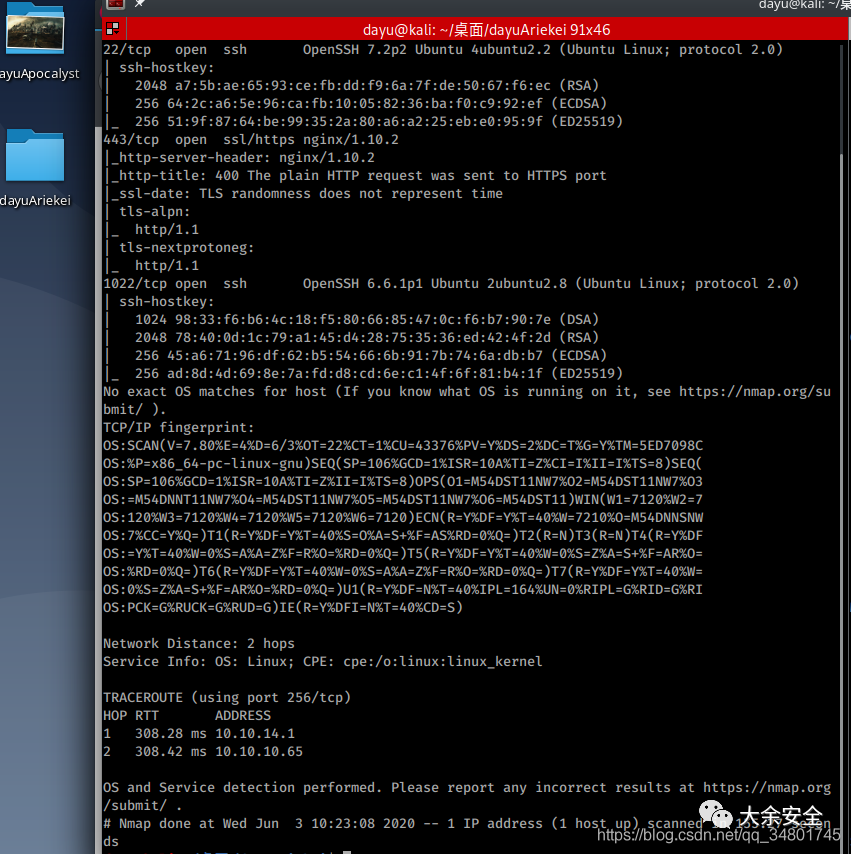 dayu@kali: ~/桌
dayu@kali: ~/桌面/dayuAriekei 91x46
ayuApocalyst
dayuAriekei
22/tcp   open  ssh       OpenSSH 7.2p2 Ubuntu 4ubuntu2.2 (Ubuntu Linux; protocol 2.0)
| ssh-hostkey:
|   2048 a7:5b:ae:65:93:ce:fb:dd:f9:6a:7f:de:50:67:f6:ec (RSA)
|   256 64:2c:a6:5e:96:ca:fb:10:05:82:36:ba:f0:c9:92:ef (ECDSA)
|_  256 51:9f:87:64:be:99:35:2a:80:a6:a2:25:eb:e0:95:9f (ED25519)
443/tcp  open  ssl/https nginx/1.10.2
|_http-server-header: nginx/1.10.2
|_http-title: 400 The plain HTTP request was sent to HTTPS port
|_ssl-date: TLS randomness does not represent time
| tls-alpn:
|_  http/1.1
| tls-nextprotoneg:
|_  http/1.1
1022/tcp open  ssh       OpenSSH 6.6.1p1 Ubuntu 2ubuntu2.8 (Ubuntu Linux; protocol 2.0)
| ssh-hostkey:
|   1024 98:33:f6:b6:4c:18:f5:80:66:85:47:0c:f6:b7:90:7e (DSA)
|   2048 78:40:0d:1c:79:a1:45:d4:28:75:35:36:ed:42:4f:2d (RSA)
|   256 45:a6:71:96:df:62:b5:54:66:6b:91:7b:74:6a:db:b7 (ECDSA)
|_  256 ad:8d:4d:69:8e:7a:fd:d8:cd:6e:c1:4f:6f:81:b4:1f (ED25519)
No exact OS matches for host (If you know what OS is running on it, see https://nmap.org/su
bmit/ ).
TCP/IP fingerprint:
OS:SCAN(V=7.80%E=4%D=6/3%OT=22%CT=1%CU=43376%PV=Y%DS=2%DC=T%G=Y%TM=5ED7098C
OS:%P=x86_64-pc-linux-gnu)SEQ(SP=106%GCD=1%ISR=10A%TI=Z%CI=I%II=I%TS=8)SEQ(
OS:SP=106%GCD=1%ISR=10A%TI=Z%II=I%TS=8)OPS(O1=M54DST11NW7%O2=M54DST11NW7%O3
OS:=M54DNNT11NW7%O4=M54DST11NW7%O5=M54DST11NW7%O6=M54DST11)WIN(W1=7120%W2=7
OS:120%W3=7120%W4=7120%W5=7120%W6=7120)ECN(R=Y%DF=Y%T=40%W=7210%O=M54DNNSNW
OS:7%CC=Y%Q=)T1(R=Y%DF=Y%T=40%S=O%A=S+%F=AS%RD=0%Q=)T2(R=N)T3(R=N)T4(R=Y%DF
OS:=Y%T=40%W=0%S=A%A=Z%F=R%O=%RD=0%Q=)T5(R=Y%DF=Y%T=40%W=0%S=Z%A=S+%F=AR%O=
OS:%RD=0%Q=)T6(R=Y%DF=Y%T=40%W=0%S=A%A=Z%F=R%O=%RD=0%Q=)T7(R=Y%DF=Y%T=40%W=
OS:0%S=Z%A=S+%F=AR%O=%RD=0%Q=)U1(R=Y%DF=N%T=40%IPL=164%UN=0%RIPL=G%RID=G%RI
OS:PCK=G%RUCK=G%RUD=G)IE(R=Y%DFI=N%T=40%CD=S)
Network Distance: 2 hops
Service Info: OS: Linux; CPE: cpe:/o:linux:linux_kernel
TRACEROUTE (using port 256/tcp)
HOP RTT       ADDRESS
1   308.28 ms 10.10.14.1
2   308.42 ms 10.10.10.65
OS and Service detection performed. Please report any incorrect results at https://nmap.org
/submit/ .
# Nmap done at Wed Jun  3 10:23:08 2020 -- 1 IP address (1 host up) scanned
ds
大余安全
https://blog.csdn.net/qq_34801745